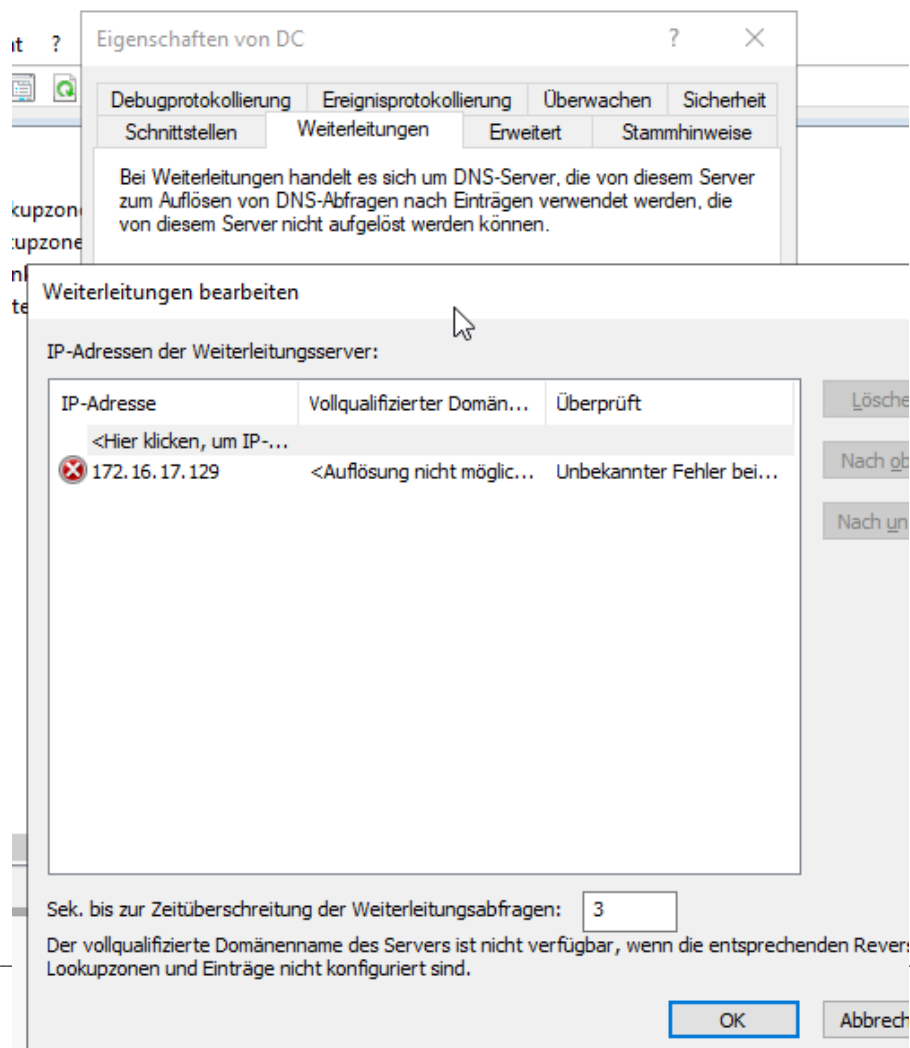 Eigenschaften von DC
?
nt ?
Debugprotokollierung Ereignisprotokollierung Überwachen Sicherheit
Schnittstellen Weiterleitungen Erweitert Stammhinweise
Bei Weiterleitungen handelt es sich um DNS-Server, die von diesem Server
zum Auflösen von DNS-Abfragen nach Einträgen verwendet werden, die
von diesem Server nicht aufgelöst werden können.
kupzon
upzone
Weiterleitungen bearbeiten
IP-Adressen der Weiterleitungsserver:
IP-Adresse Vollqualifizierter Domän... Überprüft
<Hier klicken, um IP-...
172.16.17.129 <Auflösung nicht möglic... Unbekannter Fehler bei...
Lösche
Nach ob
Nach un
Sek. bis zur Zeitüberschreitung der Weiterleitungsabfragen: 3
Der vollqualifizierte Domänenname des Servers ist nicht verfügbar, wenn die entsprechenden Revers
Lookupzonen und Einträge nicht konfiguriert sind.
OK Abbrech